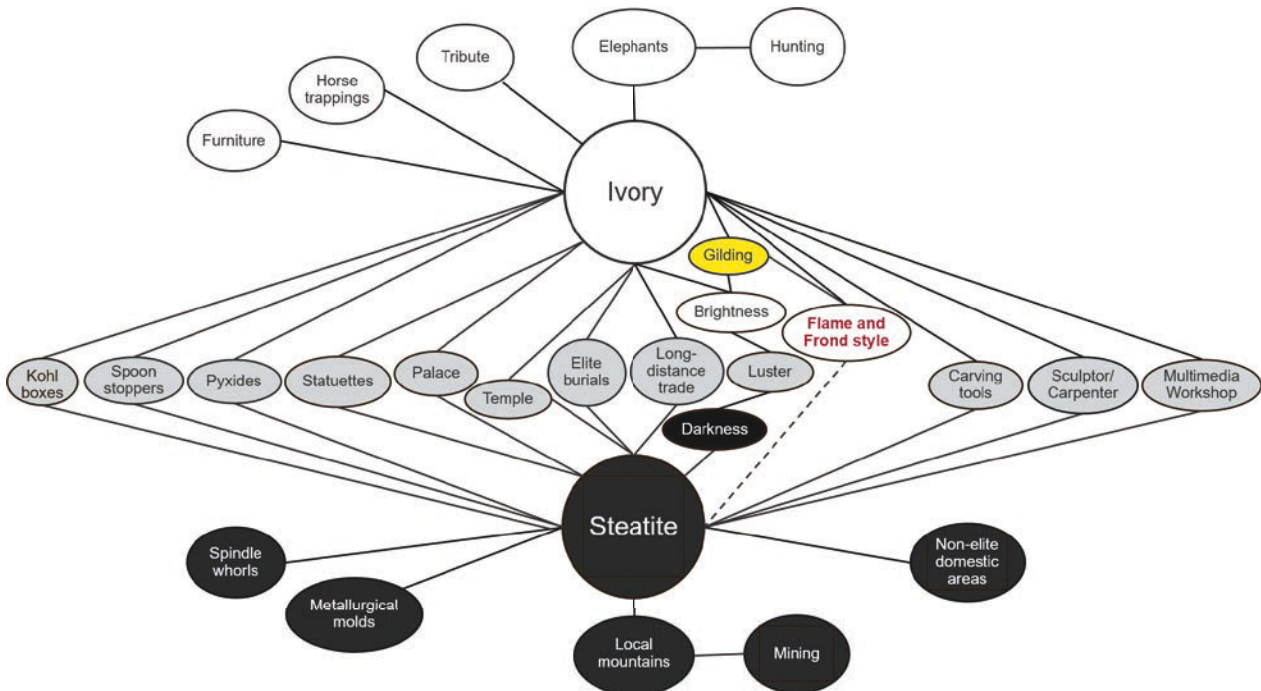 Elephants
Hunting
Tribute
Horse
trappings
Furniture
Ivory
Gilding
Brightness
Flame and
Frond style
Kohl
boxes
Spoon
stoppers
Pyxides
Statuettes
Palace
Temple
Elite
burials
Long-
distance
trade
Luster
Carving
tools
Sculptor/
Carpenter
Multimedia
Workshop
Darkness
Steatite
Spindle
whorls
Metallurgical
molds
Non-elite
domestic
areas
Local
mountains
Mining